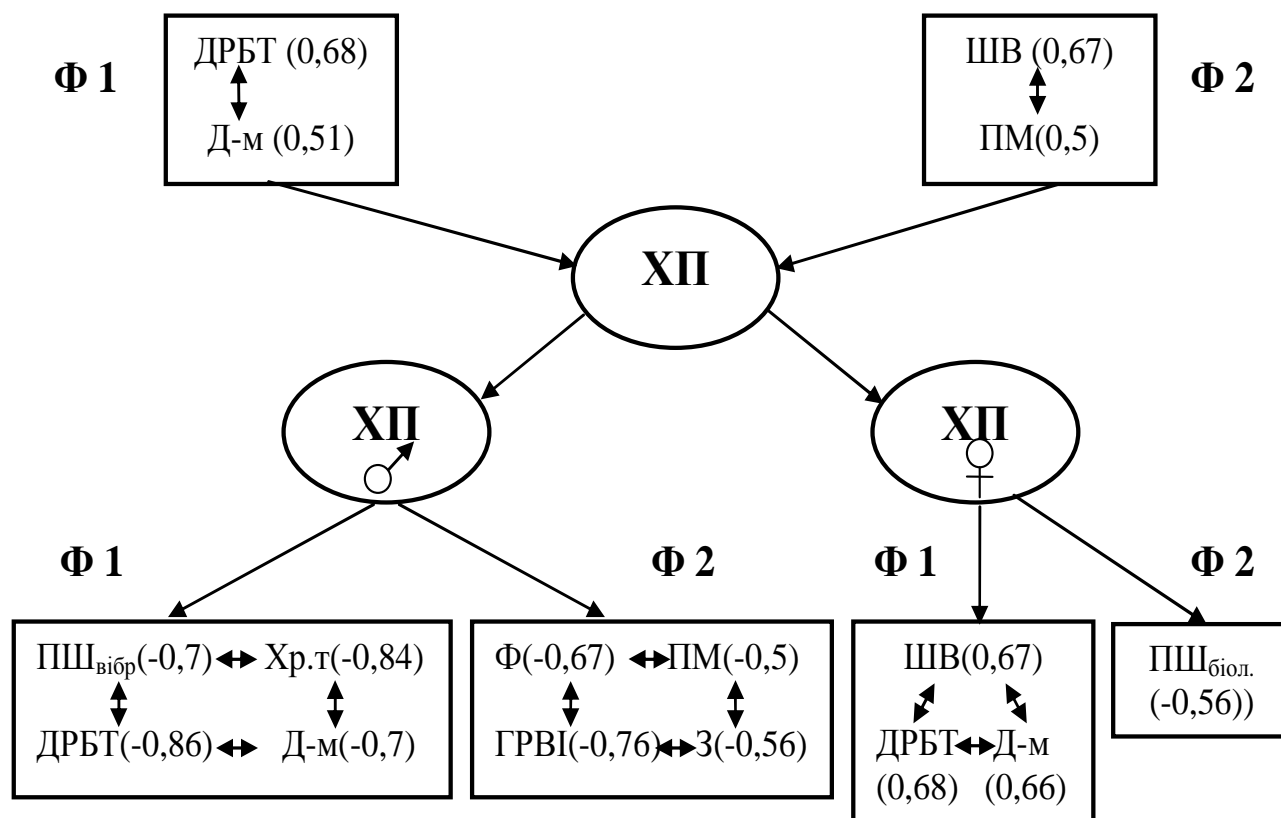 Ф 1
ДРБТ (0,68)
Д-м (0,51)
ШВ (0,67)
ПМ(0,5)
Ф 2
ХП
ХП
ХП
Ф 1
Ф 2
Ф 1
Ф 2
ПШвібр(-0,7) Хр.т(-0,84)
ДРБТ(-0,86) Д-м(-0,7)
Ф(-0,67) ПМ(-0,5)
ГРВІ(-0,76) З(-0,56)
ШВ(0,67)
ДРБТ Д-м
(0,68) (0,66)
ПШбіол.
(-0,56))